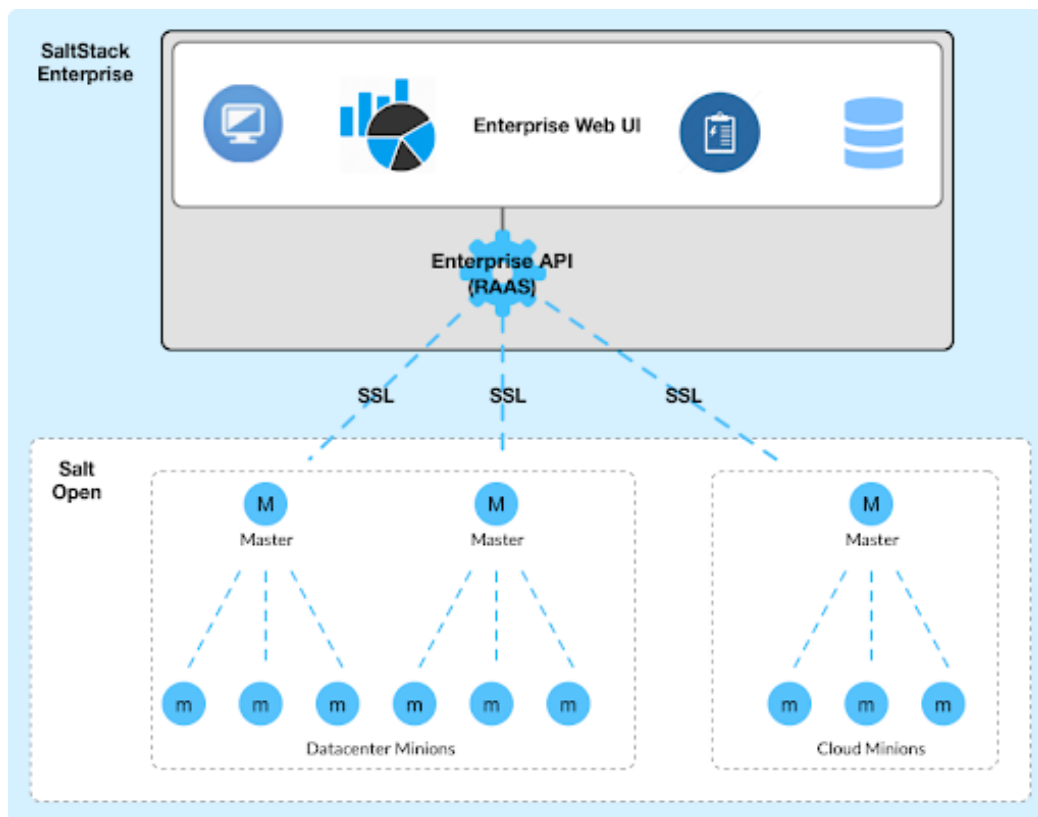 SaltStack
Enterprise
Enterprise Web UI
Enterprise API
(RAAS)
SSL
SSL
SSL
Salt
Open
M
M
M
Master
Master
Master
m
m
m
m
m
m
m
m
m
Datacenter Minions
Cloud Minions